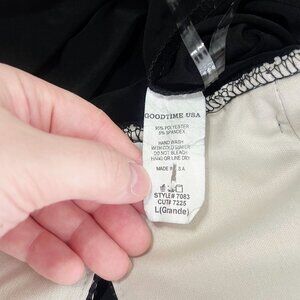 GOODTIME USA
95% POLYESTER
5% SPANDEX
HAND WASH
WITH COLD WATER
DO NOT BLEACH
HANG OR LINE DRY
MADE IN
STYLE# 7083
CUT# 7225
L(Grande)